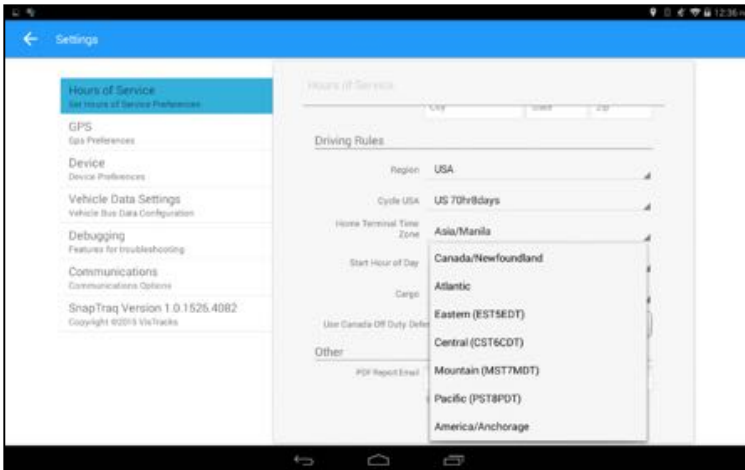 12:36
Settings
Hours of Service
Set Hours of Service Preferences
GPS
Gps Preferences
Device
Device Preferences
Vehicle Data Settings
Vehicle Bus Data Configuration
Debugging
Features for troubleshooting
Communications
Communications Options
SnapTraq Version 1.0.1526.4082
Copyright ©2015 VisTracks
Hours of Service
City State Zip
Driving Rules
Region USA
Cycle USA US 70hr8days
Home Terminal Time
Zone Asia/Manila
Start Hour of Day
Cargo
Use Canada Off Duty
Other
PDF Report Email
Canada/Newfoundland
Atlantic
Eastern (EST5EDT)
Central (CST6CDT)
Mountain (MST7MDT)
Pacific (PST8PDT)
America/Anchorage